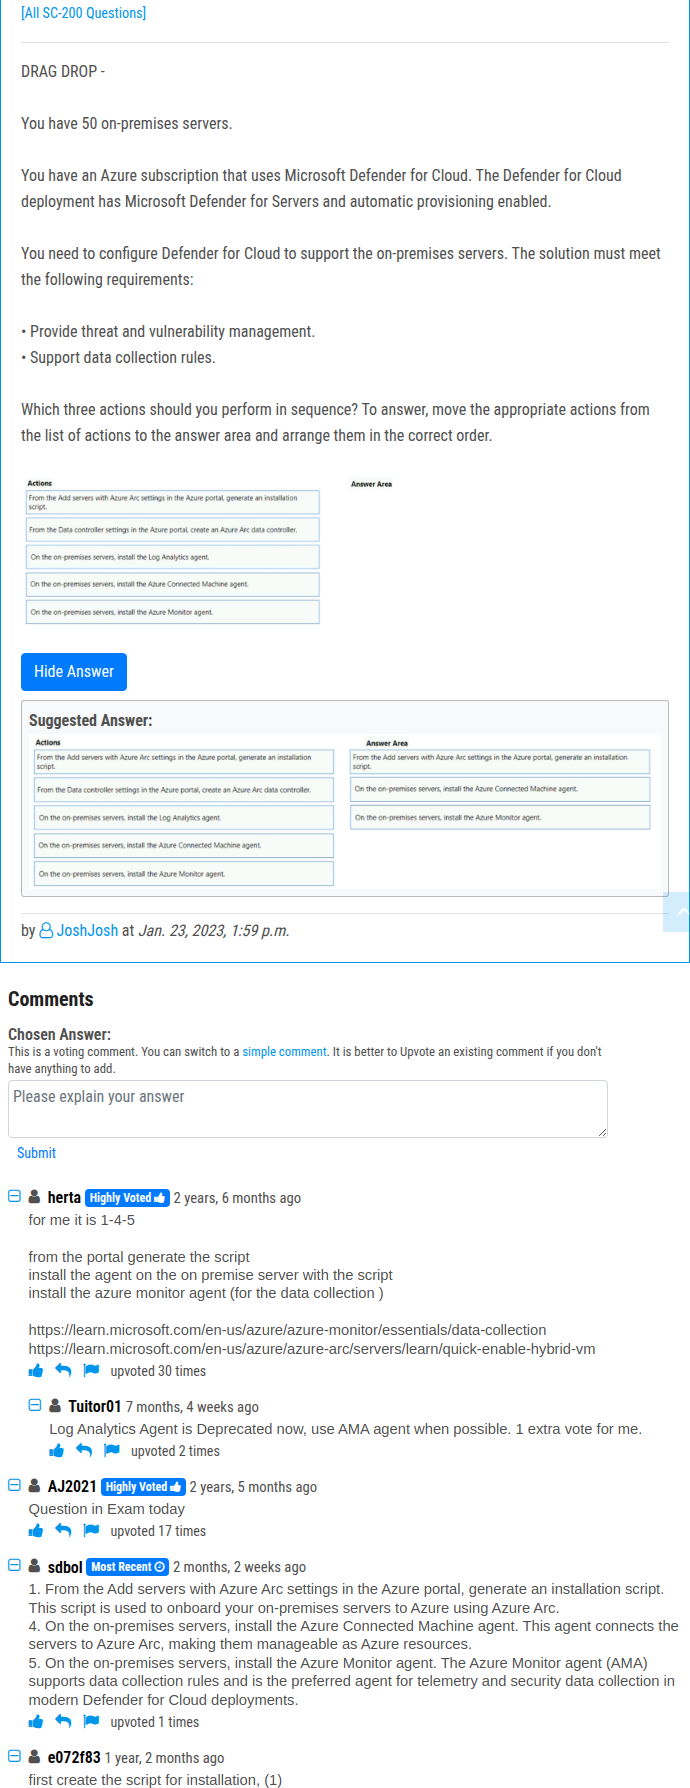 [All SC-200 Questions]
DRAG DROP -
You have 50 on-premises servers.
You have an Azure subscription that uses Microsoft Defender for Cloud. The Defender for Cloud
deployment has Microsoft Defender for Servers and automatic provisioning enabled.
You need to configure Defender for Cloud to support the on-premises servers. The solution must meet
the following requirements:
• Provide threat and vulnerability management.
• Support data collection rules.
Which three actions should you perform in sequence? To answer, move the appropriate actions from
the list of actions to the answer area and arrange them in the correct order.
Actions
Answer Area
From the Add servers with Azure Arc settings in the Azure portal, generate an installation
script.
From the Data controller settings in the Azure portal, create an Azure Arc data controller.
On the on-premises servers, install the Log Analytics agent.
On the on-premises servers, install the Azure Connected Machine agent.
On the on-premises servers, install the Azure Monitor agent.
Hide Answer
Suggested Answer:
Actions
From the Add servers with Azure Arc settings in the Azure portal, generate an installation
script.
From the Data controller settings in the Azure portal, create an Azure Arc data controller.
On the on-premises servers, install the Log Analytics agent.
On the on-premises servers, install the Azure Connected Machine agent.
On the on-premises servers, install the Azure Monitor agent.
Answer Area
From the Add servers with Azure Arc settings in the Azure portal, generate an installation
script.
On the on-premises servers, install the Azure Connected Machine agent.
On the on-premises servers, install the Azure Monitor agent.
by JoshJosh at Jan. 23, 2023, 1:59 p.m.
Comments
Chosen Answer:
This is a voting comment. You can switch to a simple comment. It is better to Upvote an existing comment if you don't
have anything to add.
Please explain your answer
Submit
herta Highly Voted 2 years, 6 months ago
for me it is 1-4-5
from the portal generate the script
install the agent on the on premise server with the script
install the azure monitor agent (for the data collection )
https://learn.microsoft.com/en-us/azure/azure-monitor/essentials/data-collection
https://learn.microsoft.com/en-us/azure/azure-arc/servers/learn/quick-enable-hybrid-vm
upvoted 30 times
Tuitor01 7 months, 4 weeks ago
Log Analytics Agent is Deprecated now, use AMA agent when possible. 1 extra vote for me.
upvoted 2 times
AJ2021 Highly Voted 2 years, 5 months ago
Question in Exam today
upvoted 17 times
sdbol Most Recent 2 months, 2 weeks ago
1. From the Add servers with Azure Arc settings in the Azure portal, generate an installation script.
This script is used to onboard your on-premises servers to Azure using Azure Arc.
4. On the on-premises servers, install the Azure Connected Machine agent. This agent connects the
servers to Azure Arc, making them manageable as Azure resources.
5. On the on-premises servers, install the Azure Monitor agent. The Azure Monitor agent (AMA)
supports data collection rules and is the preferred agent for telemetry and security data collection in
modern Defender for Cloud deployments.
upvoted 1 times
e072f83 1 year, 2 months ago
first create the script for installation, (1)